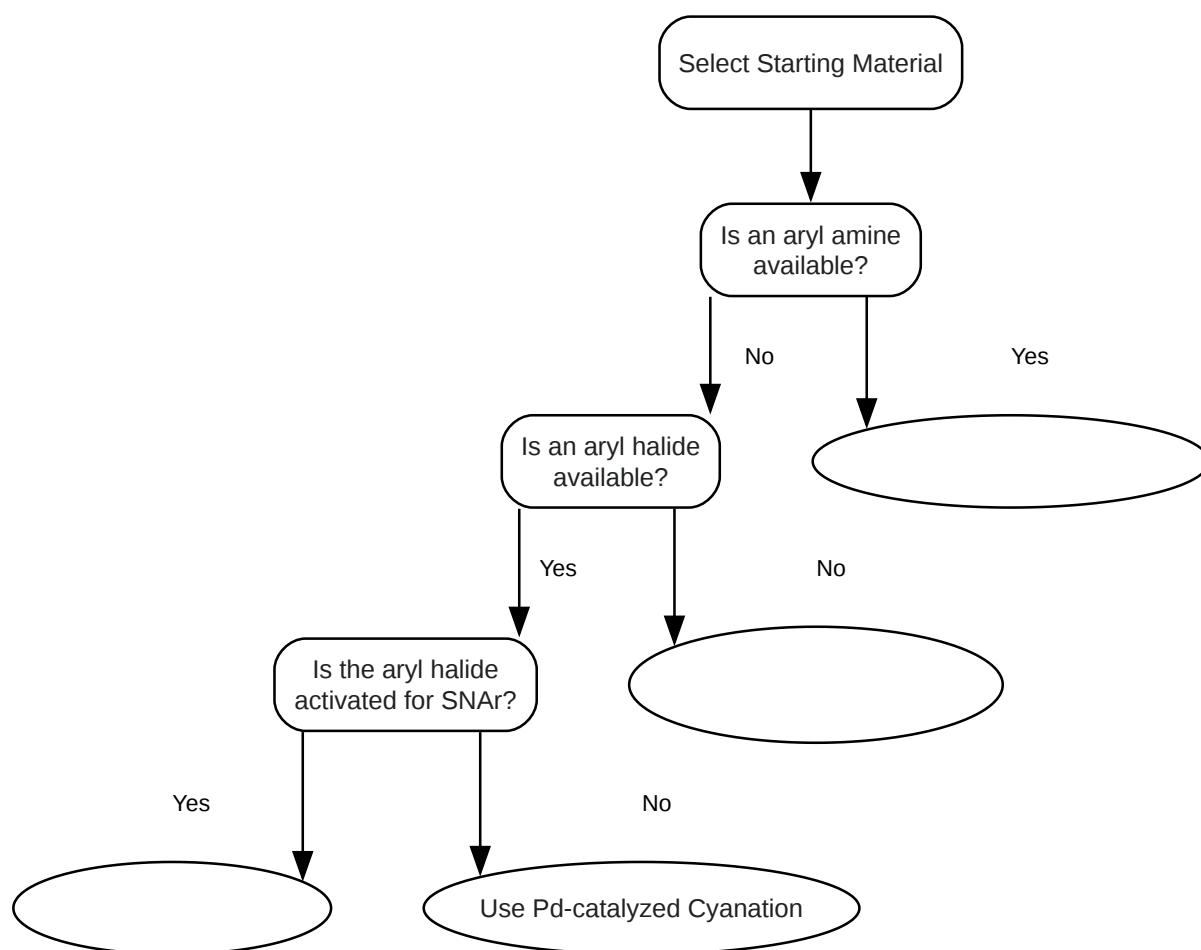 Select Starting Material
Is an aryl amine
available?
No
Yes
Is an aryl halide
available?
Yes
No
Is the aryl halide
activated for SNAr?
Yes
No
Use Pd-catalyzed Cyanation